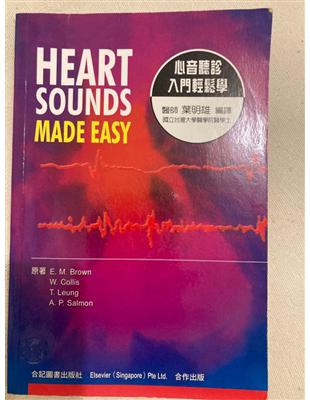 HEART
SOUNDS
MADE EASY
心音聽診
入門輕鬆學
醫師 葉明雄 編譯
國立台灣大學醫學院醫學士
原著 E. M. Brown
W. Collis
T. Leung
A. P. Salmon
合記圖書出版社 Elsevier (Singapore) Pte Ltd. 合作出版